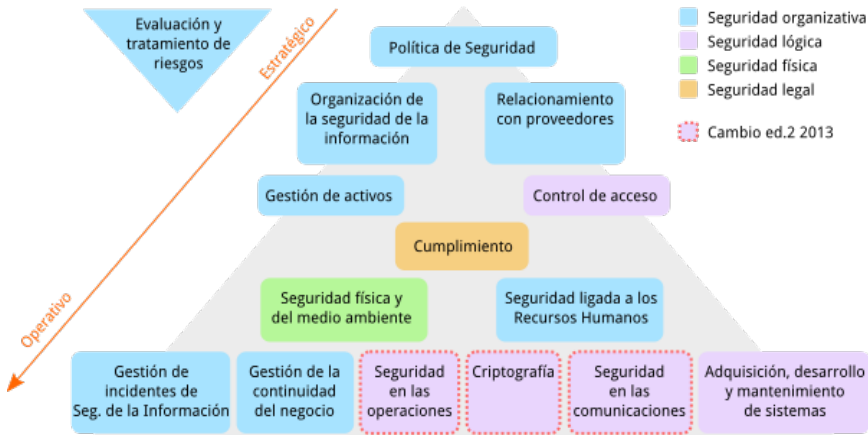 Evaluación y
tratamiento de
riesgos
Estratégico
Operativo
Política de Seguridad
Seguridad organizativa
Seguridad lógica
Seguridad física
Seguridad legal
Cambio ed.2 2013
Organización de
la seguridad de la
información
Relacionamiento
con proveedores
Gestión de activos
Control de acceso
Cumplimiento
Seguridad física y
del medio ambiente
Seguridad ligada a los
Recursos Humanos
Gestión de
incidentes de
Seg. de la Información
Gestión de la
continuidad
del negocio
Seguridad
en las
operaciones
Criptografía
Seguridad
en las
comunicaciones
Adquisición, desarrollo
y mantenimiento
de sistemas